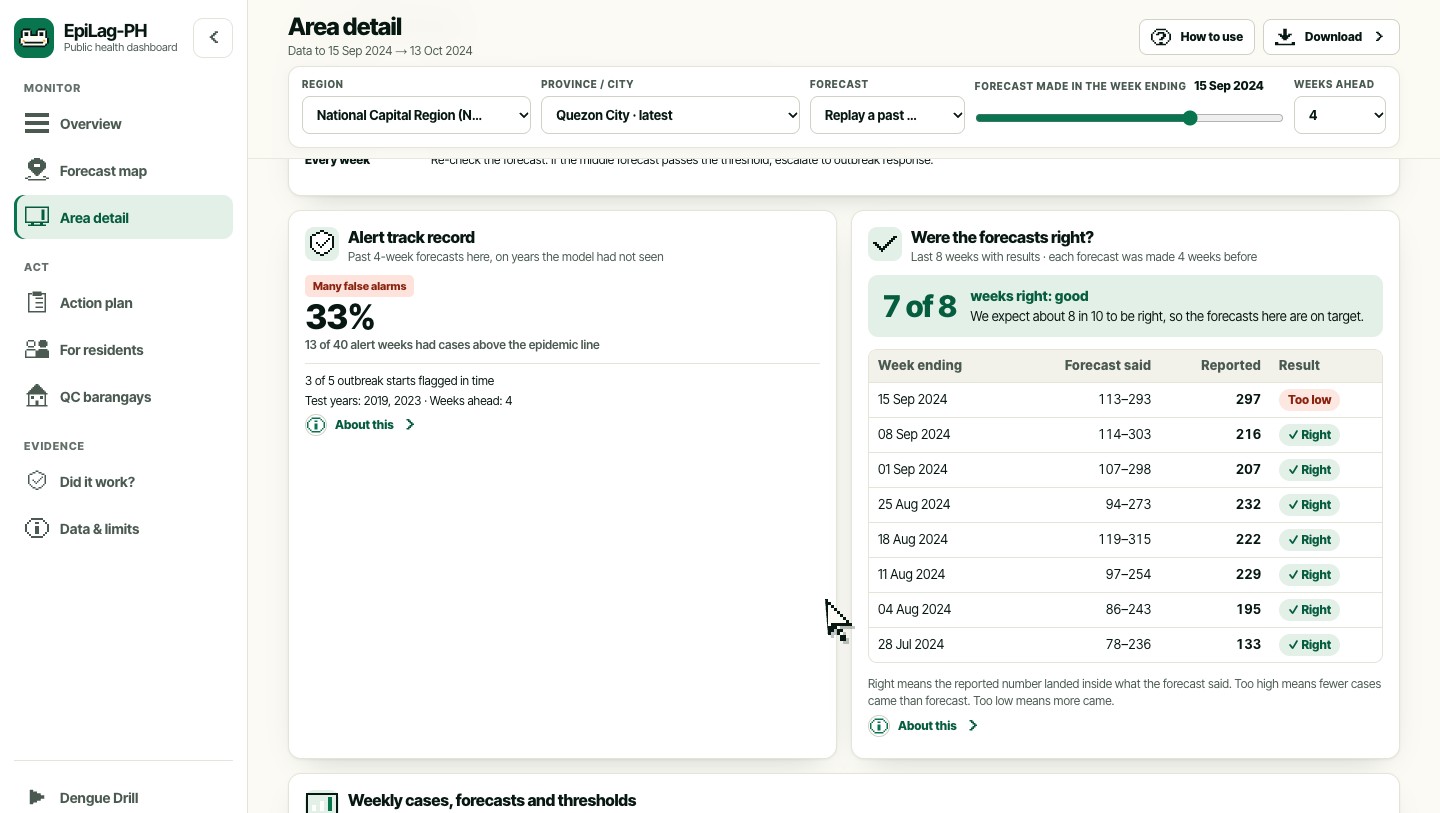 EpiLag-PH
Public health dashboard
MONITOR
Overview
Forecast map
Area detail
ACT
Action plan
For residents
QC barangays
EVIDENCE
Did it work?
Data & limits
Dengue Drill
Area detail
Data to 15 Sep 2024 → 13 Oct 2024
How to use
Download
REGION
National Capital Region (N...
PROVINCE / CITY
Quezon City · latest
FORECAST
Replay a past ...
FORECAST MADE IN THE WEEK ENDING 15 Sep 2024
WEEKS AHEAD
4
Every week Re-check the forecast. If the middle forecast passes the threshold, escalate to outbreak response.
Alert track record
Past 4-week forecasts here, on years the model had not seen
Many false alarms
33%
13 of 40 alert weeks had cases above the epidemic line
3 of 5 outbreak starts flagged in time
Test years: 2019, 2023 · Weeks ahead: 4
About this
Were the forecasts right?
Last 8 weeks with results · each forecast was made 4 weeks before
7 of 8
weeks right: good
We expect about 8 in 10 to be right, so the forecasts here are on target.
Week ending Forecast said Reported Result
15 Sep 2024 113–293 297 Too low
08 Sep 2024 114–303 216 ✓ Right
01 Sep 2024 107–298 207 ✓ Right
25 Aug 2024 94–273 232 ✓ Right
18 Aug 2024 119–315 222 ✓ Right
11 Aug 2024 97–254 229 ✓ Right
04 Aug 2024 86–243 195 ✓ Right
28 Jul 2024 78–236 133 ✓ Right
Right means the reported number landed inside what the forecast said. Too high means fewer cases
came than forecast. Too low means more came.
About this
Weekly cases, forecasts and thresholds